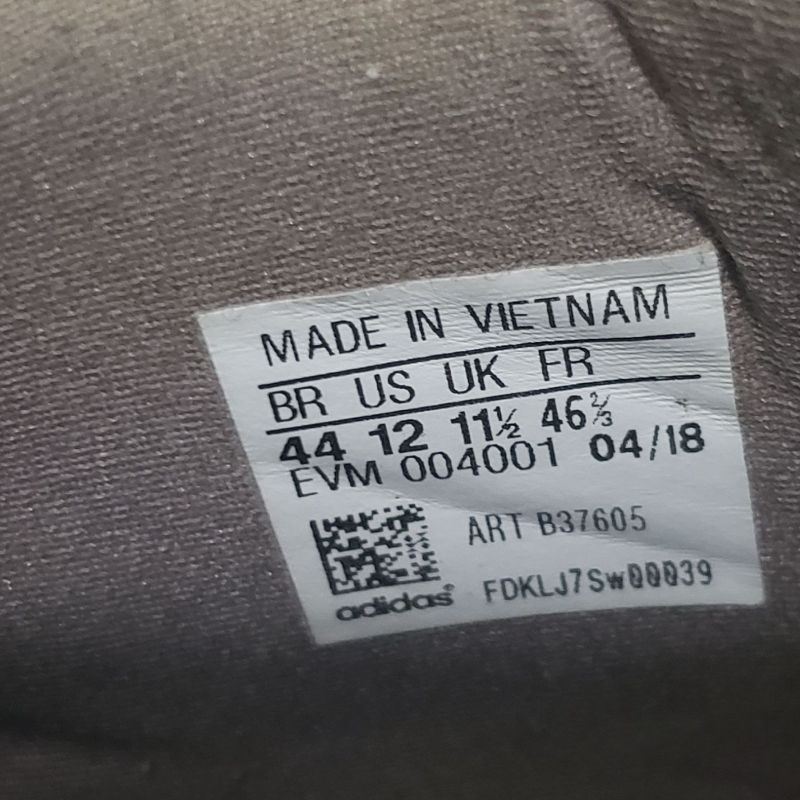 MADE IN VIETNAM
BR US UK FR
44 12 11½ 46⅔
EVM 004001 04/18
ART B37605
FDKLJ7Sw00039
adidas®